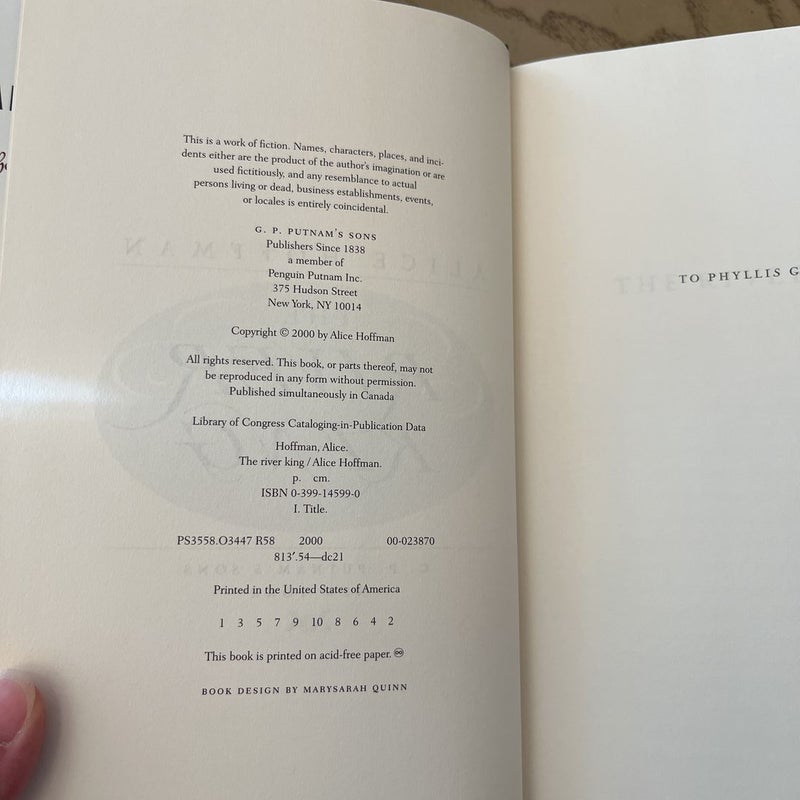 This is a work of fiction. Names, characters, places, and inci-
dents either are the product of the author's imagination or are
used fictitiously, and any resemblance to actual
persons living or dead, business establishments, events,
or locales is entirely coincidental.
G. P. PUTNAM'S SONS
Publishers Since 1838
a member of
Penguin Putnam Inc.
375 Hudson Street
New York, NY 10014
Copyright © 2000 by Alice Hoffman
All rights reserved. This book, or parts thereof, may not
be reproduced in any form without permission.
Published simultaneously in Canada
Library of Congress Cataloging-in-Publication Data
Hoffman, Alice.
The river king / Alice Hoffman.
p. cm.
ISBN 0-399-14599-0
I. Title.
PS3558.O3447 R58 2000 00-023870
813'.54—dc21
Printed in the United States of America
1 3 5 7 9 10 8 6 4 2
This book is printed on acid-free paper. ♾
BOOK DESIGN BY MARYSARAH QUINN
TO PHYLLIS G